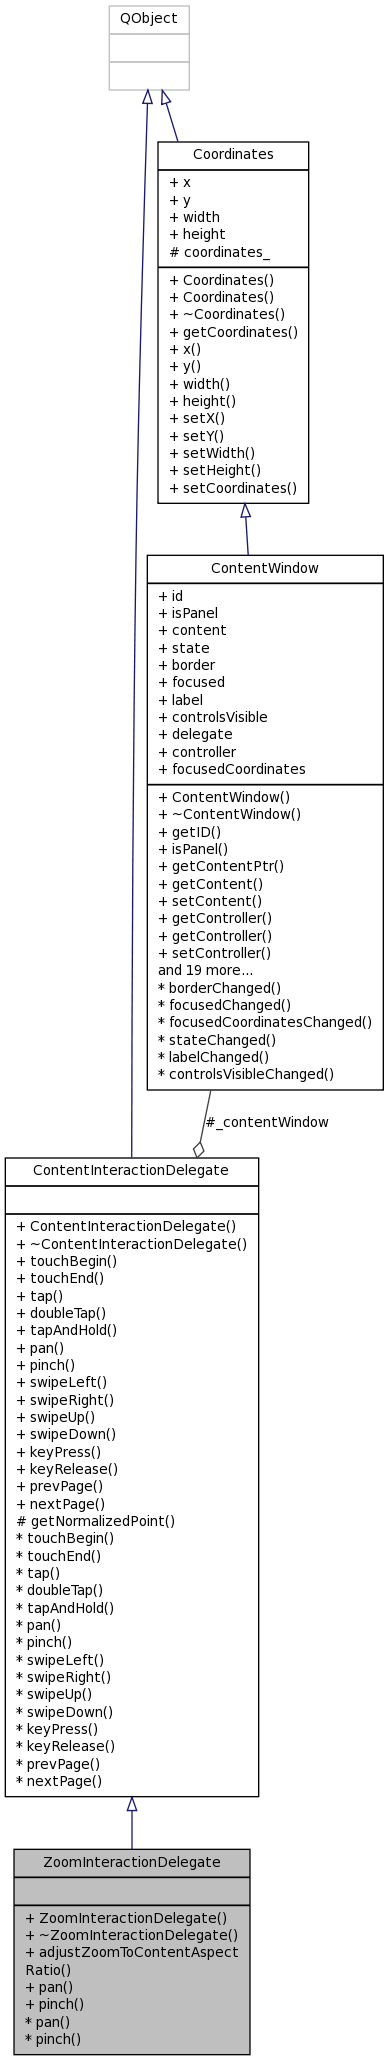 QObject
Coordinates
+ x
+ y
+ width
+ height
# coordinates_
+ Coordinates()
+ Coordinates()
+ ~Coordinates()
+ getCoordinates()
+ x()
+ y()
+ width()
+ height()
+ setX()
+ setY()
+ setWidth()
+ setHeight()
+ setCoordinates()
ContentWindow
+ id
+ isPanel
+ content
+ state
+ border
+ focused
+ label
+ controlsVisible
+ delegate
+ controller
+ focusedCoordinates
+ ContentWindow()
+ ~ContentWindow()
+ getID()
+ isPanel()
+ getContentPtr()
+ getContent()
+ setContent()
+ getController()
+ getController()
+ setController()
and 19 more...
* borderChanged()
* focusedChanged()
* focusedCoordinatesChanged()
* stateChanged()
* labelChanged()
* controlsVisibleChanged()
#_contentWindow
ContentInteractionDelegate
+ ContentInteractionDelegate()
+ ~ContentInteractionDelegate()
+ touchBegin()
+ touchEnd()
+ tap()
+ doubleTap()
+ tapAndHold()
+ pan()
+ pinch()
+ swipeLeft()
+ swipeRight()
+ swipeUp()
+ swipeDown()
+ keyPress()
+ keyRelease()
+ prevPage()
+ nextPage()
# getNormalizedPoint()
* touchBegin()
* touchEnd()
* tap()
* doubleTap()
* tapAndHold()
* pan()
* pinch()
* swipeLeft()
* swipeRight()
* swipeUp()
* swipeDown()
* keyPress()
* keyRelease()
* prevPage()
* nextPage()
ZoomInteractionDelegate
+ ZoomInteractionDelegate()
+ ~ZoomInteractionDelegate()
+ adjustZoomToContentAspect
Ratio()
+ pan()
+ pinch()
* pan()
* pinch()